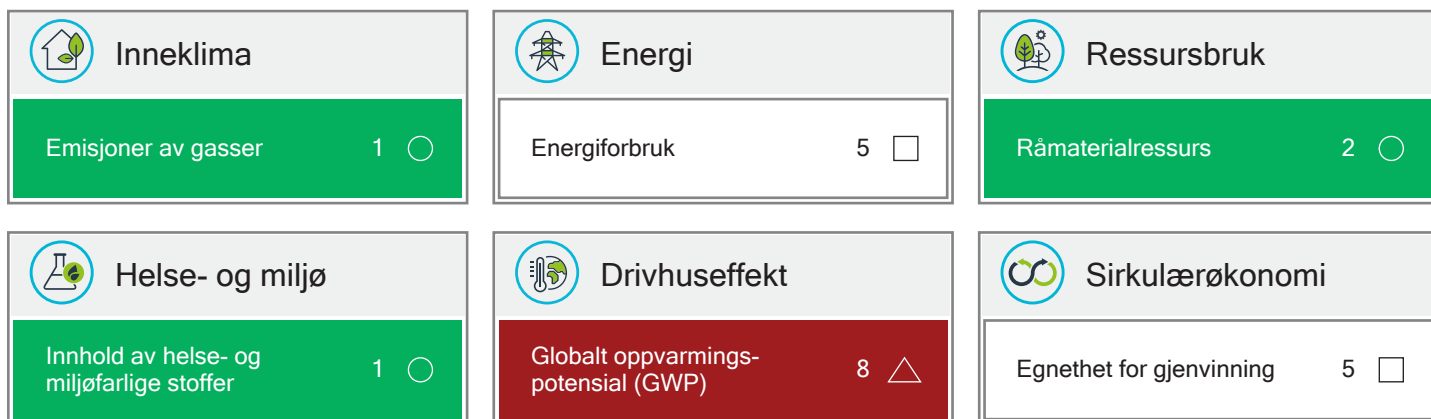 Inneklima
Emisjoner av gasser 1
Energi
Energiforbruk 5
Ressursbruk
Råmaterialressurs 2
Helse- og miljø
Innhold av helse- og
miljøfarlige stoffer 1
Drivhuseffekt
Globalt oppvarmings-
potensial (GWP) 8
Sirkulærøkonomi
Egnethet for gjenvinning 5